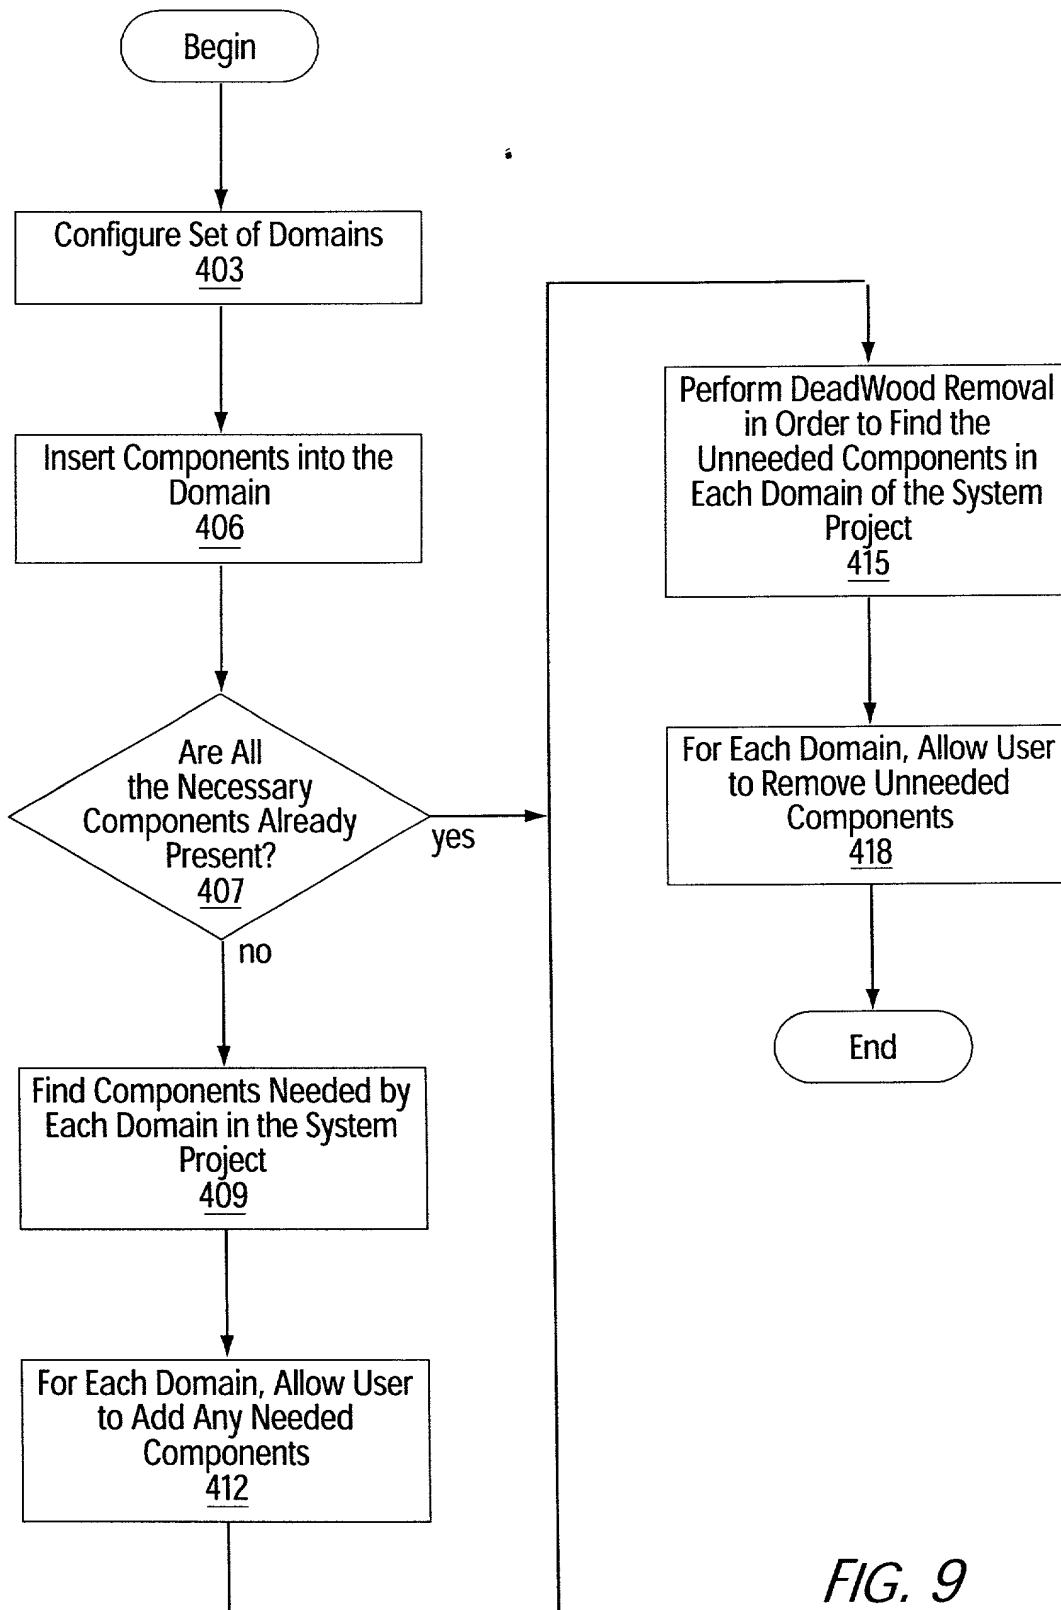 Begin
Configure Set of Domains
403
Insert Components into the
Domain
406
Are All
the Necessary
Components Already
Present?
407
yes
no
Find Components Needed by
Each Domain in the System
Project
409
For Each Domain, Allow User
to Add Any Needed
Components
412
Perform DeadWood Removal
in Order to Find the
Unneeded Components in
Each Domain of the System
Project
415
For Each Domain, Allow User
to Remove Unneeded
Components
418
End
FIG. 9